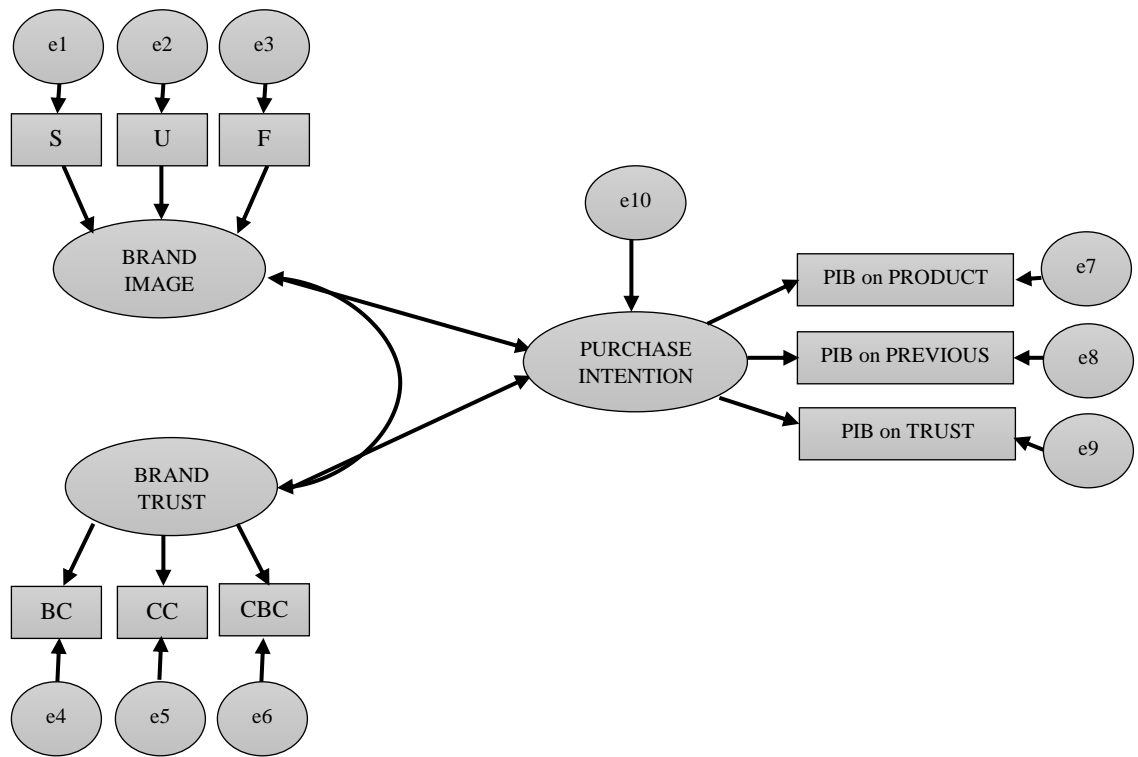 e1
e2
e3
S
U
F
BRAND
IMAGE
e10
PURCHASE
INTENTION
PIB on PRODUCT
e7
PIB on PREVIOUS
e8
PIB on TRUST
e9
BRAND
TRUST
BC
CC
CBC
e4
e5
e6